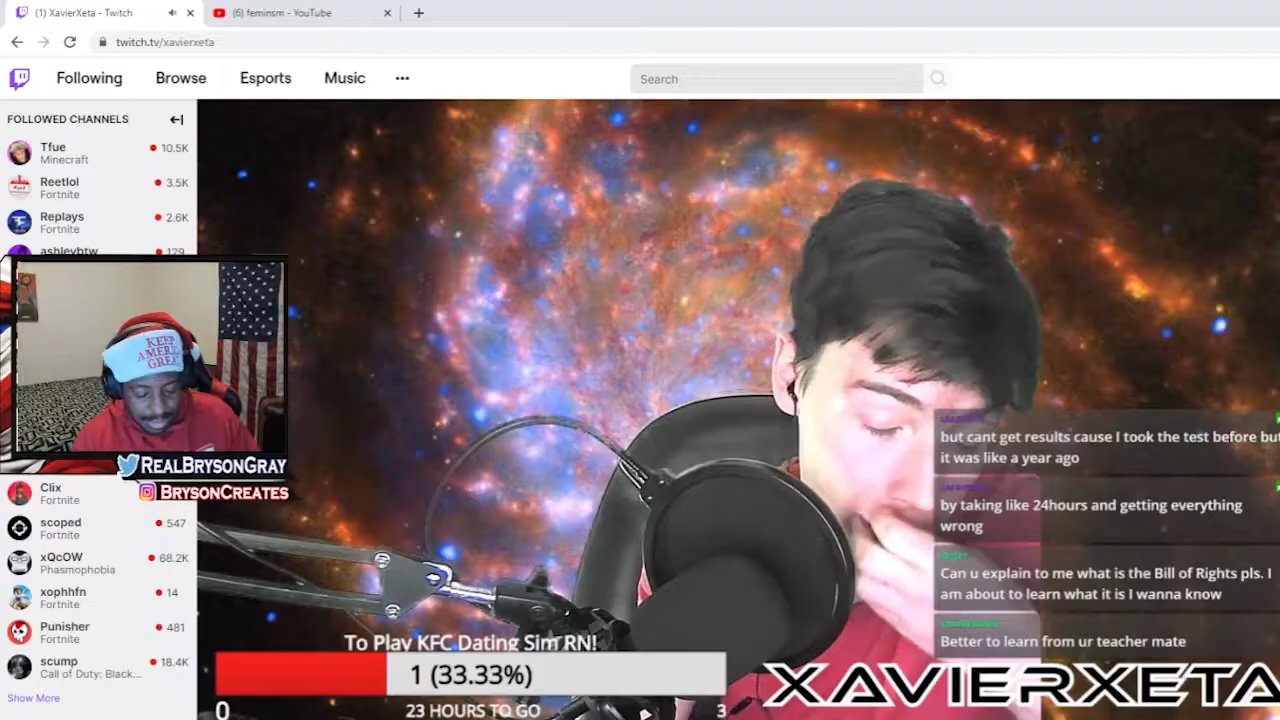 (1) XavierXeta - Twitch
(6) feminsm - YouTube
twitch.tv/xavierxeta
Following
Browse
Esports
Music
Search
FOLLOWED CHANNELS
Tfue
Minecraft
10.5K
Reetlol
Fortnite
3.5K
Replays
Fortnite
2.6K
ashleybtw
129
KEEP
AMERICA
GREAT
REALBRYSONGRAY
BRYSONCREATES
Clix
Fortnite
scoped
Fortnite
547
xQcOW
Phasmophobia
68.2K
xophhfn
Fortnite
14
Punisher
Fortnite
481
scump
Call of Duty: Black...
18.4K
Show More
but cant get results cause I took the test before but
it was like a year ago
by taking like 24hours and getting everything
wrong
Can u explain to me what is the Bill of Rights pls. I
am about to learn what it is I wanna know
Better to learn from ur teacher mate
To Play KFC Dating Sim RN!
1 (33.33%)
0
23 HOURS TO GO
3
XAVIERXETA